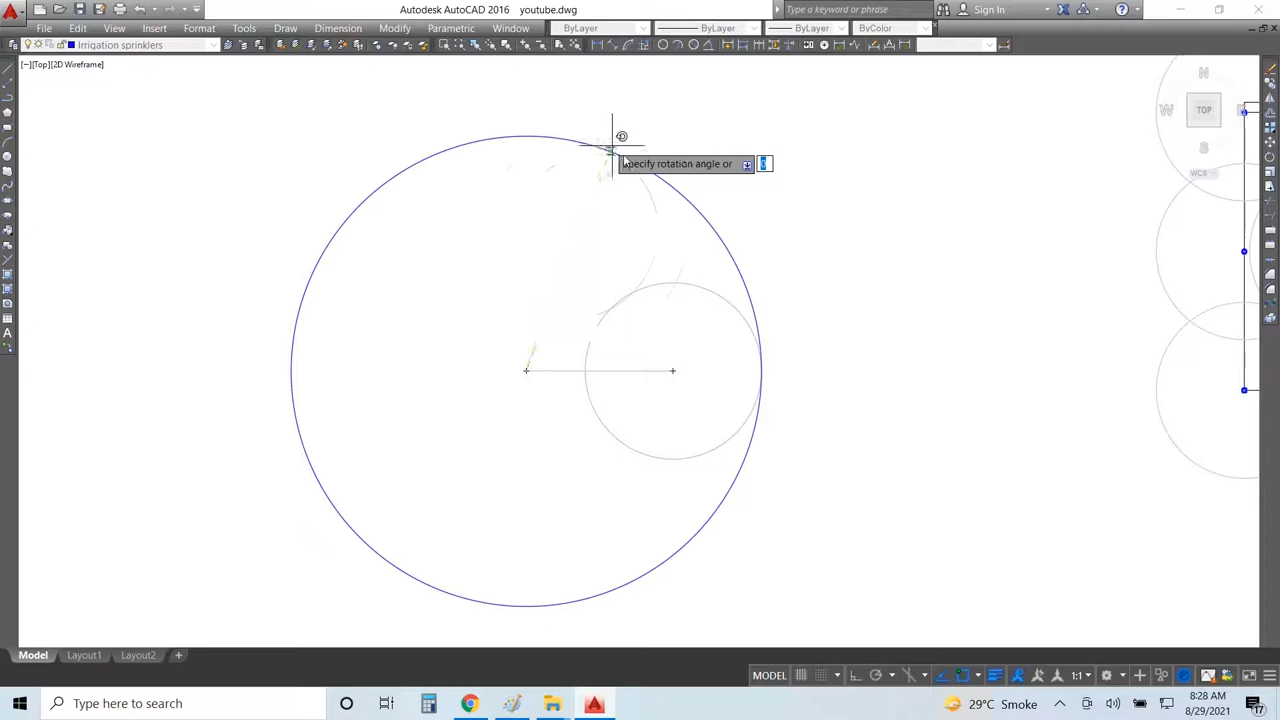 Autodesk AutoCAD 2016 youtube.dwg
Type a keyword or phrase
Sign In
File Edit View Insert Format Tools Draw Dimension Modify Parametric Window
ByLayer
ByLayer
ByColor
Irrigation sprinklers
[−][Top][2D Wireframe]
N
W
TOP
S
WCS
pecify rotation angle or
0
A
Model
Layout1
Layout2
+
MODEL
1:1
Type here to search
29°C Smoke
8:28 AM
8/29/2021
17